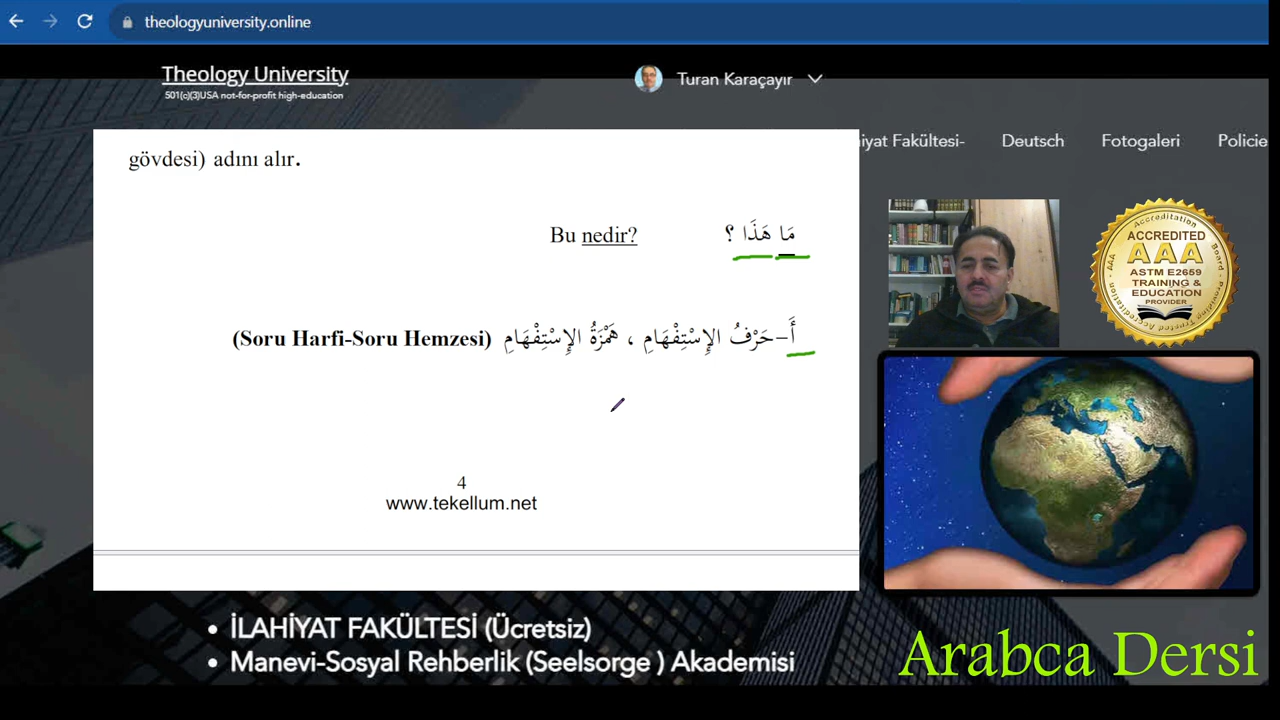 theologyuniversity.online
Theology University
501(c)(3)USA not-for-profit high-education
Turan Karaçayır
iyat Fakültesi-
Deutsch
Fotogaleri
Policie
gövdesi) adını alır.
مَا هَذَا ؟
Bu nedir?
أَ–حَرْفُ الإِسْتِفْهَامِ ، هَمْزَةُ الإِسْتِفْهَامِ (Soru Harfi-Soru Hemzesi)
4
www.tekellum.net
Accreditation
ACCREDITED
AAA
ASTM E2659
TRAINING &
EDUCATION
PROVIDER
• İLAHİYAT FAKÜLTESİ (Ücretsiz)
• Manevi-Sosyal Rehberlik (Seelsorge ) Akademisi
Arabca Dersi